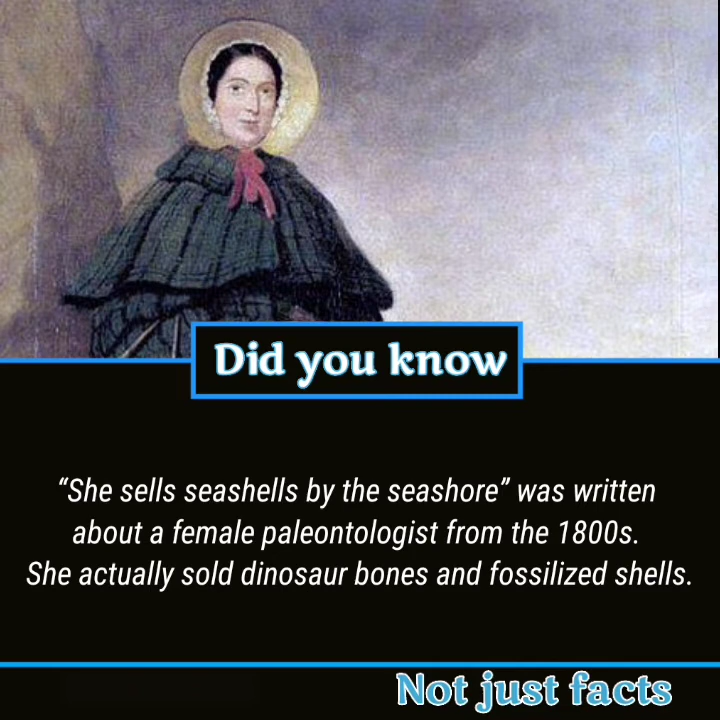 Did you know
“She sells seashells by the seashore” was written
about a female paleontologist from the 1800s.
She actually sold dinosaur bones and fossilized shells.
Not just facts